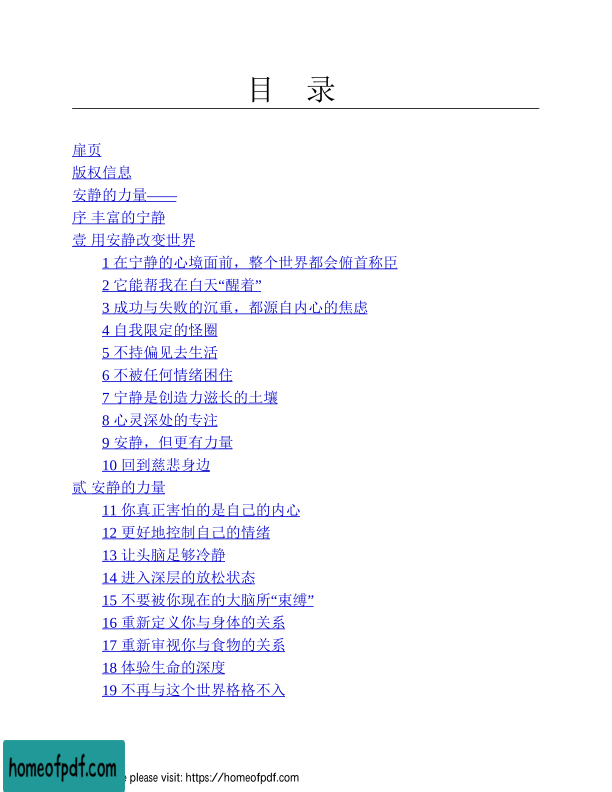 目 录
扉页
版权信息
安静的力量——
序 丰富的宁静
壹 用安静改变世界
1 在宁静的心境面前，整个世界都会俯首称臣
2 它能帮我在白天“醒着”
3 成功与失败的沉重，都源自内心的焦虑
4 自我限定的怪圈
5 不持偏见去生活
6 不被任何情绪困住
7 宁静是创造力滋长的土壤
8 心灵深处的专注
9 安静，但更有力量
10 回到慈悲身边
贰 安静的力量
11 你真正害怕的是自己的内心
12 更好地控制自己的情绪
13 让头脑足够冷静
14 进入深层的放松状态
15 不要被你现在的大脑所“束缚”
16 重新定义你与身体的关系
17 重新审视你与食物的关系
18 体验生命的深度
19 不再与这个世界格格不入
homeofpdf.com
please visit: https://homeofpdf.com